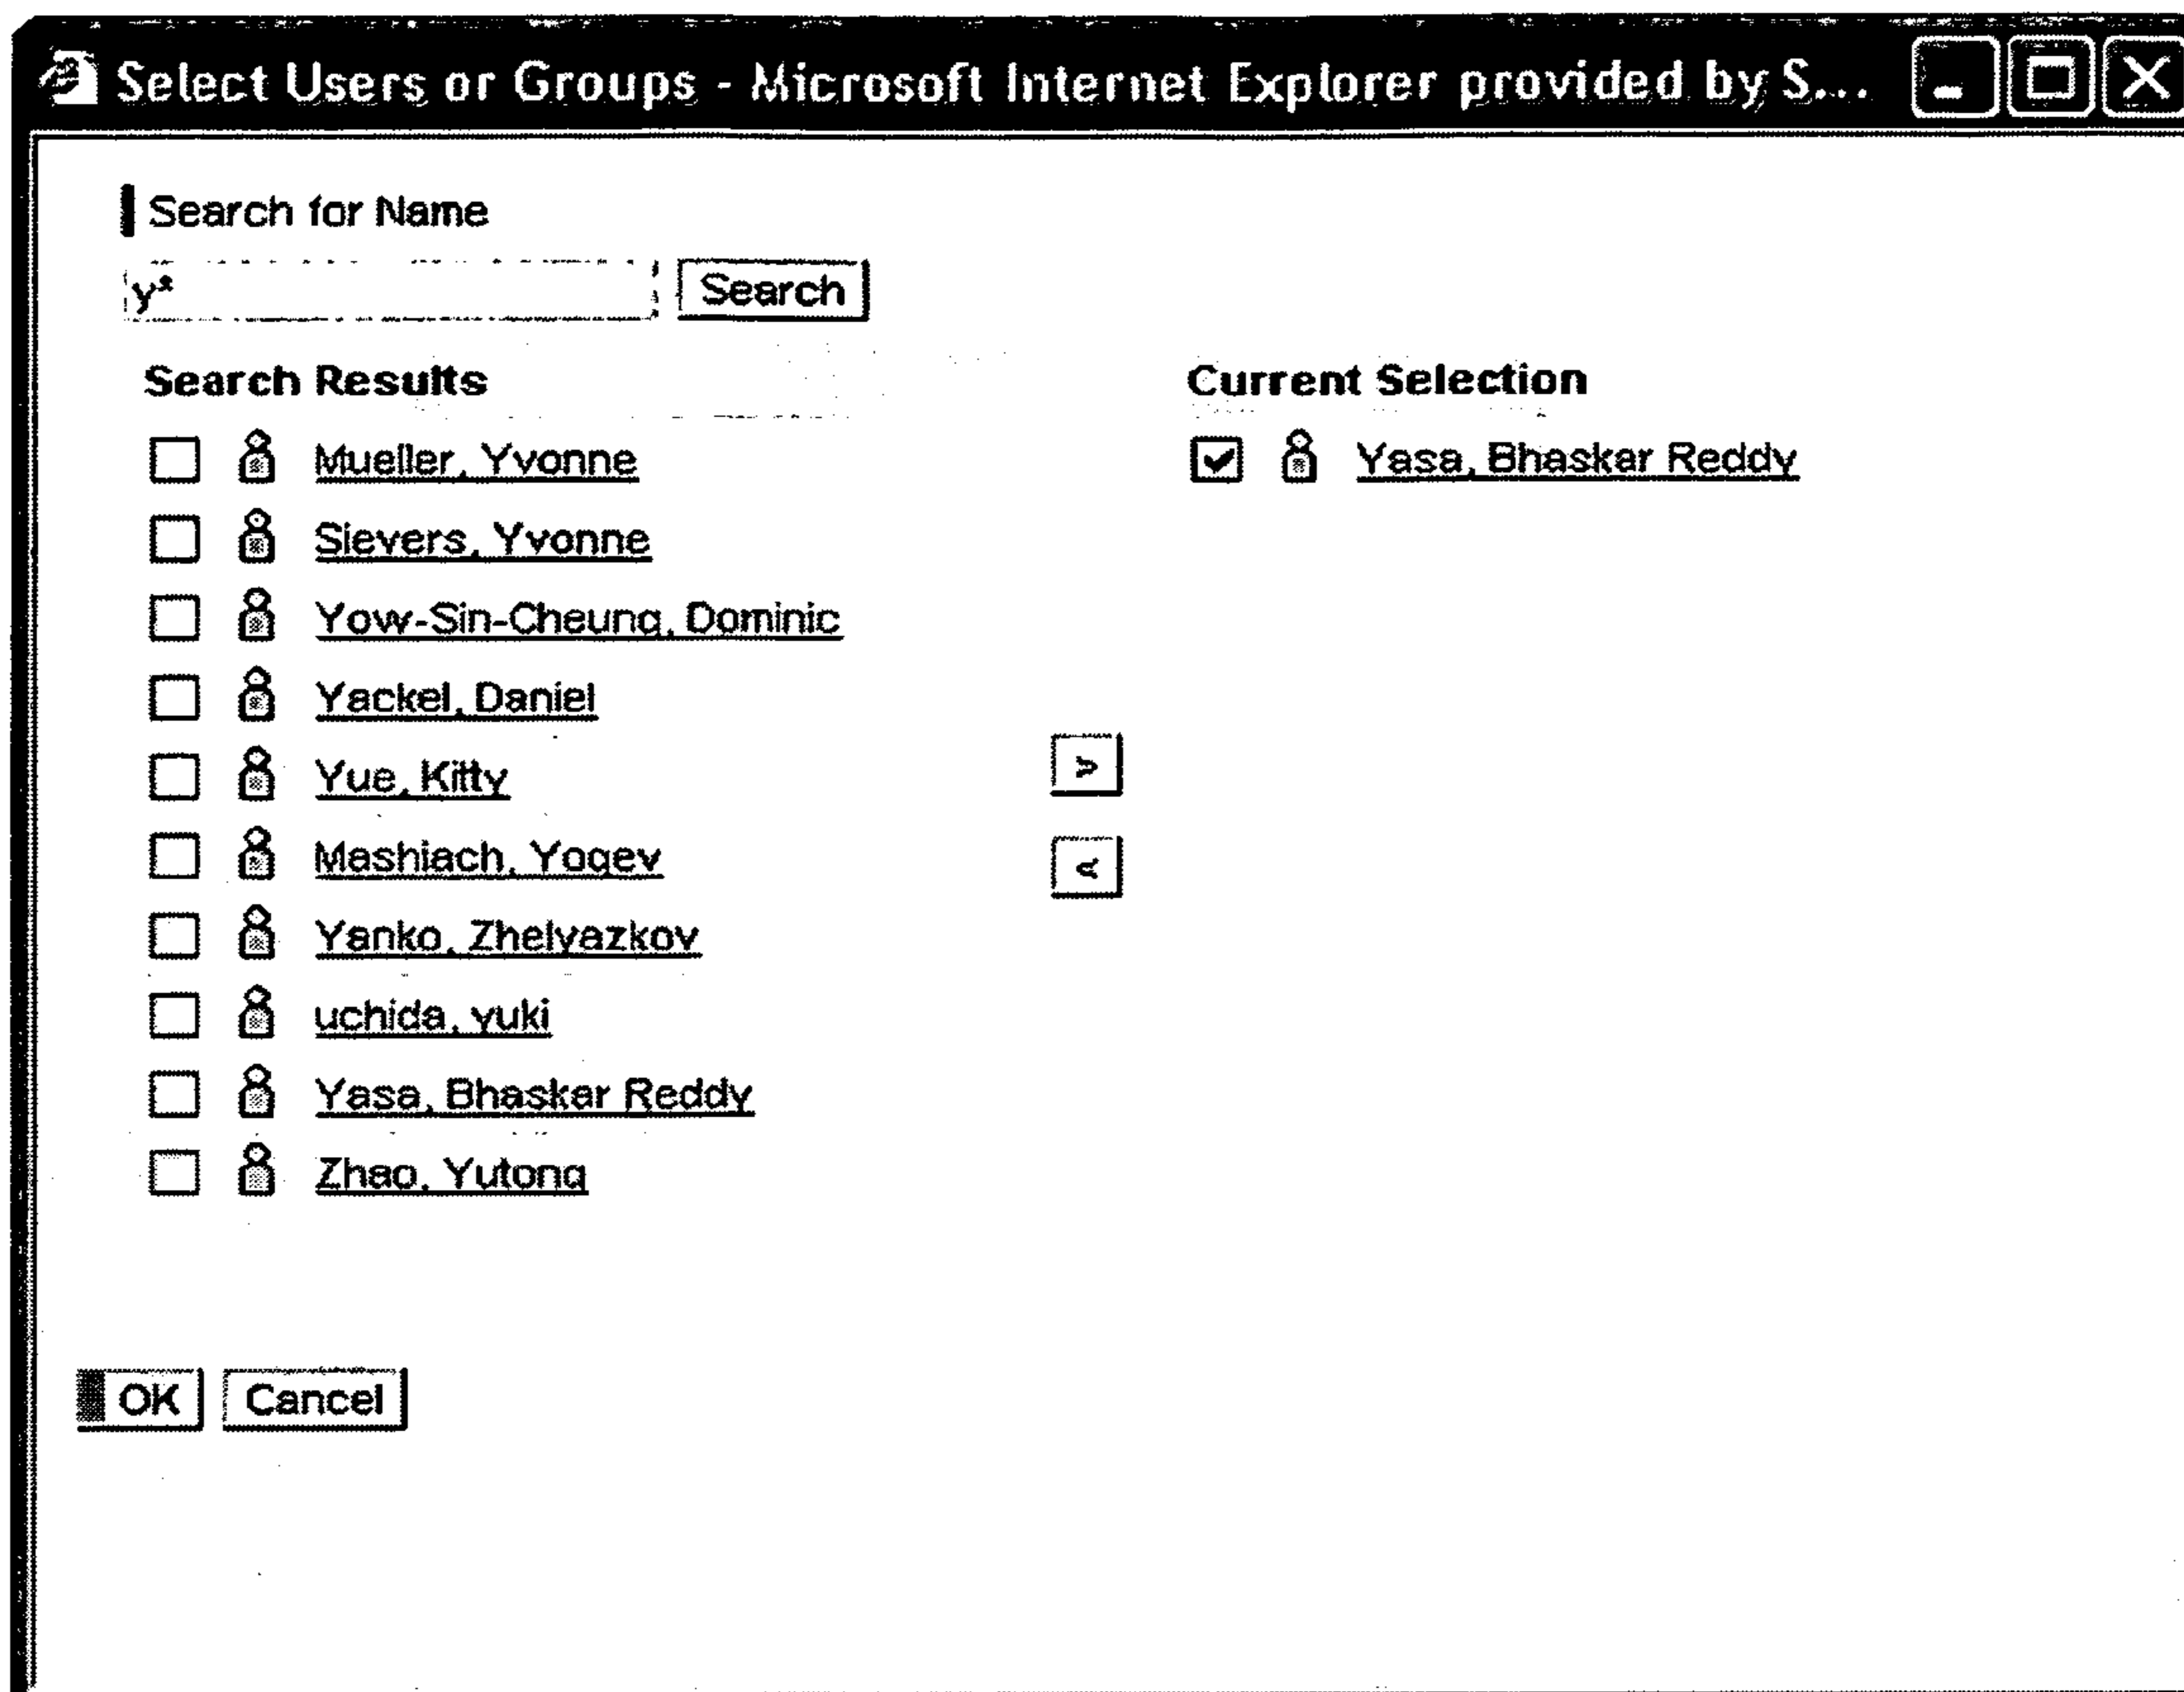 Select Users or Groups - Microsoft Internet Explorer provided by S...
Search for Name
y*
Search
Search Results
Mueller, Yvonne
Sievers, Yvonne
Yow-Sin-Cheung, Dominic
Yackel, Daniel
Yue, Kitty
Mashiach, Yogev
Yanko, Zhelyazkov
uchida, yuki
Yasa, Bhaskar Reddy
Zhao, Yutong
>
<
Current Selection
Yasa, Bhaskar Reddy
OK
Cancel